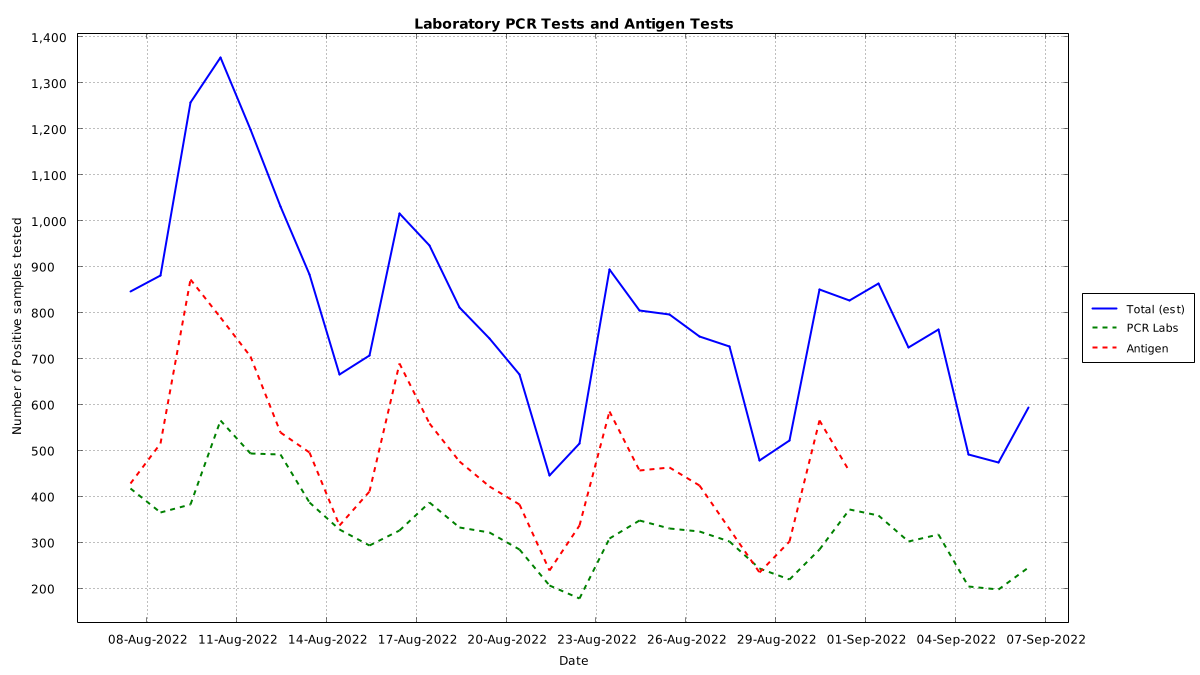 Laboratory PCR Tests and Antigen Tests
1,400
1,300
1,200
1,100
1,000
900
800
700
600
500
400
300
200
Number of Positive samples tested
08-Aug-2022 11-Aug-2022 14-Aug-2022 17-Aug-2022 20-Aug-2022 23-Aug-2022 26-Aug-2022 29-Aug-2022 01-Sep-2022 04-Sep-2022 07-Sep-2022
Date
Total (est)
PCR Labs
Antigen